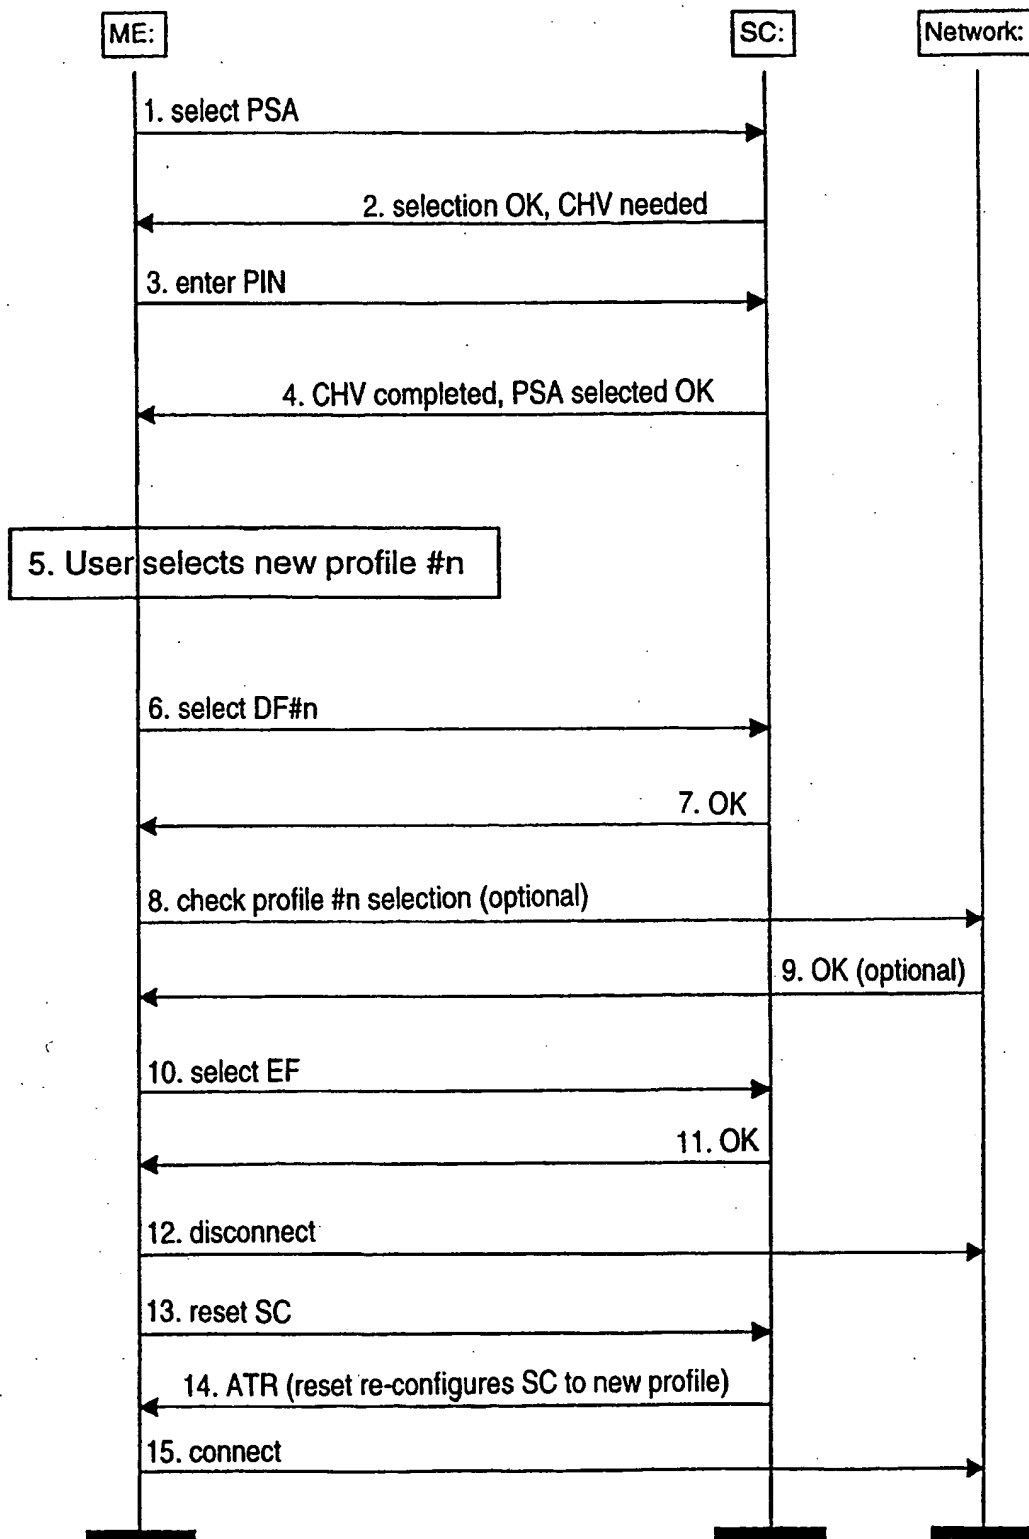 ME:
SC:
Network:
1. select PSA
2. selection OK, CHV needed
3. enter PIN
4. CHV completed, PSA selected OK
5. User selects new profile #n
6. select DF#n
7. OK
8. check profile #n selection (optional)
9. OK (optional)
10. select EF
11. OK
12. disconnect
13. reset SC
14. ATR (reset re-configures SC to new profile)
15. connect